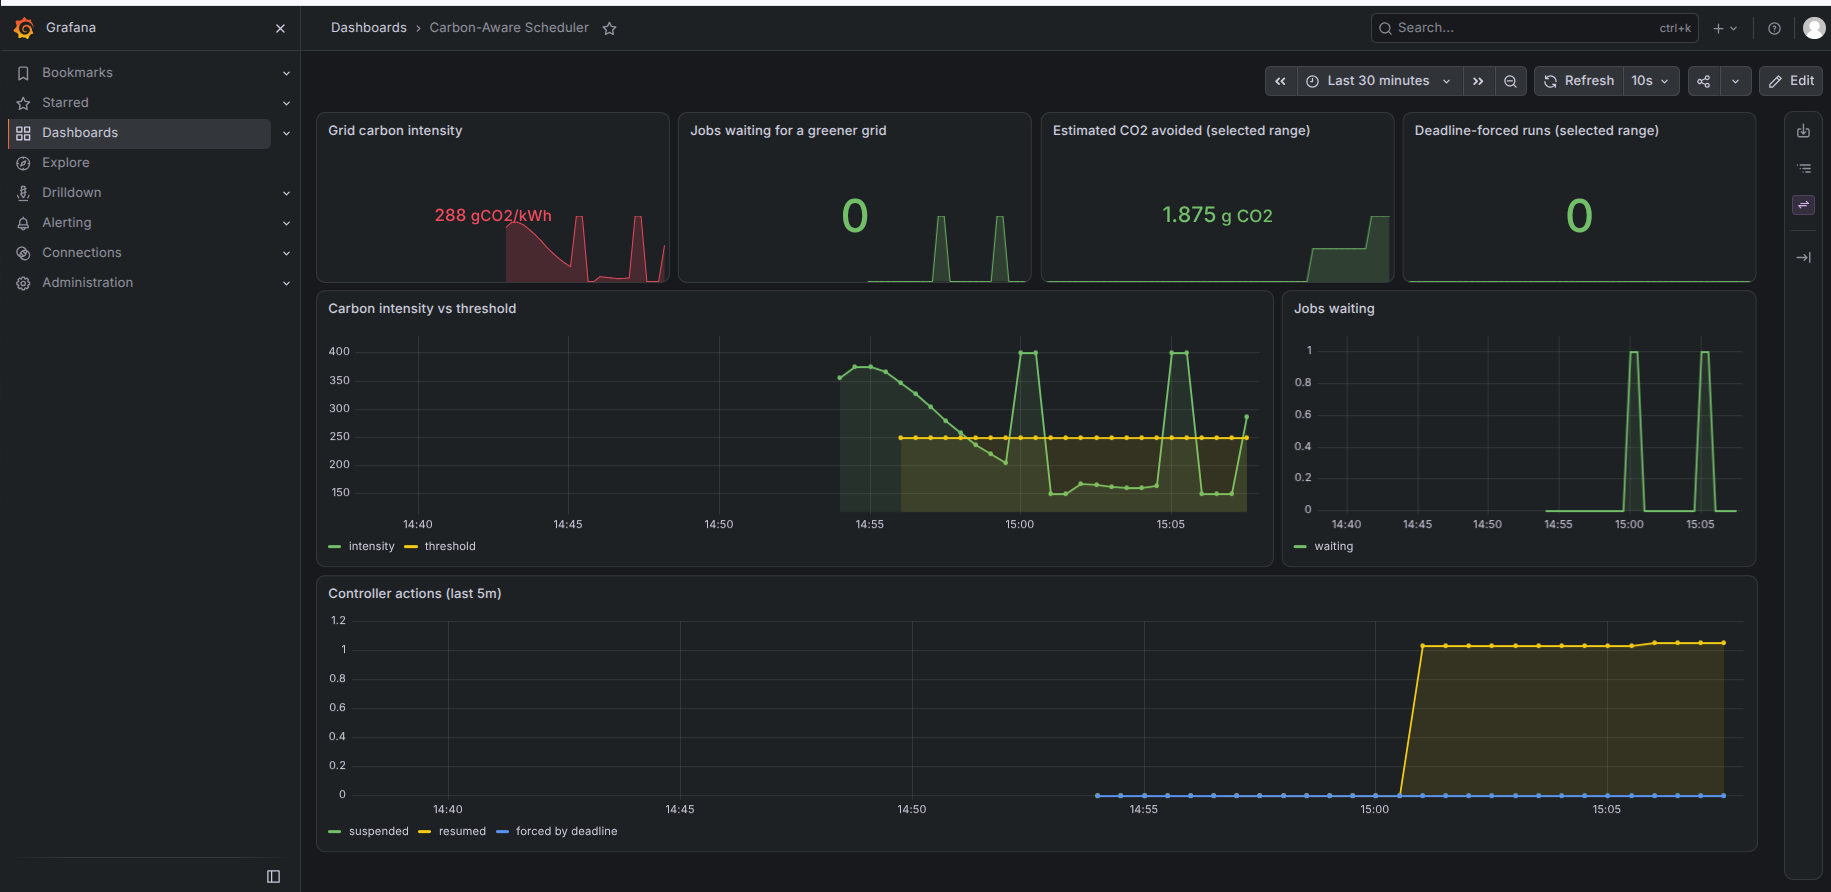 Grafana
Dashboards › Carbon-Aware Scheduler
Search...
ctrl+k
Bookmarks
Starred
Dashboards
Explore
Drilldown
Alerting
Connections
Administration
Last 30 minutes
Refresh
10s
Edit
Grid carbon intensity
288 gCO2/kWh
Jobs waiting for a greener grid
0
Estimated CO2 avoided (selected range)
1.875 g CO2
Deadline-forced runs (selected range)
0
Carbon intensity vs threshold
400
350
300
250
200
150
14:40 14:45 14:50 14:55 15:00 15:05
intensity threshold
Jobs waiting
1
0.8
0.6
0.4
0.2
0
14:40 14:45 14:50 14:55 15:00 15:05
waiting
Controller actions (last 5m)
1.2
1
0.8
0.6
0.4
0.2
0
14:40 14:45 14:50 14:55 15:00 15:05
suspended resumed forced by deadline